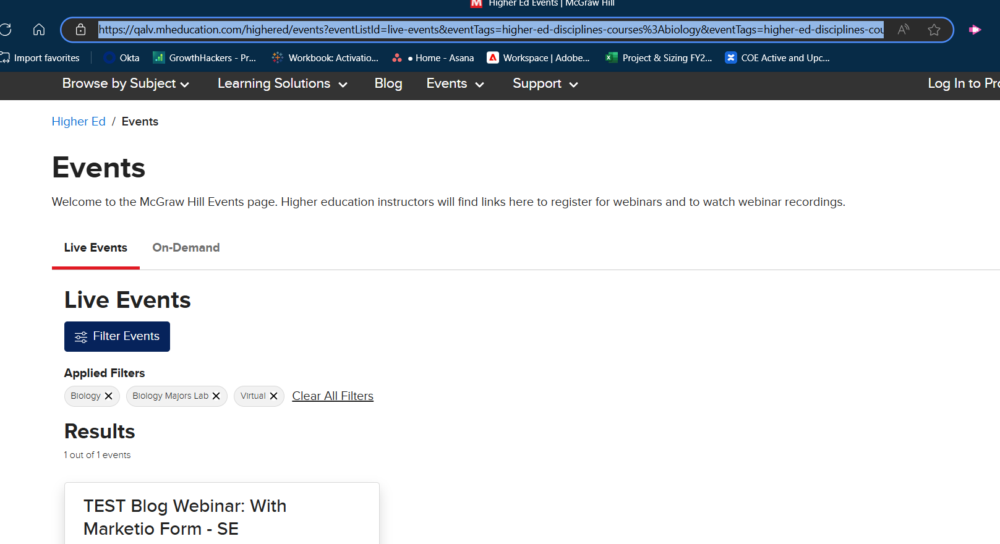 Higher Ed Events | McGraw Hill
https://qalv.mheducation.com/highered/events?eventListId=live-events&eventTags=higher-ed-disciplines-courses%3Abiology&eventTags=higher-ed-disciplines-cou
Import favorites Okta GrowthHackers - Pr... Workbook: Activatio... Home - Asana Workspace | Adobe... Project & Sizing FY2... COE Active and Upc...
Browse by Subject Learning Solutions Blog Events Support Log In to Pro
Higher Ed / Events
Events
Welcome to the McGraw Hill Events page. Higher education instructors will find links here to register for webinars and to watch webinar recordings.
Live Events On-Demand
Live Events
Filter Events
Applied Filters
Biology Biology Majors Lab Virtual Clear All Filters
Results
1 out of 1 events
TEST Blog Webinar: With
Marketio Form - SE